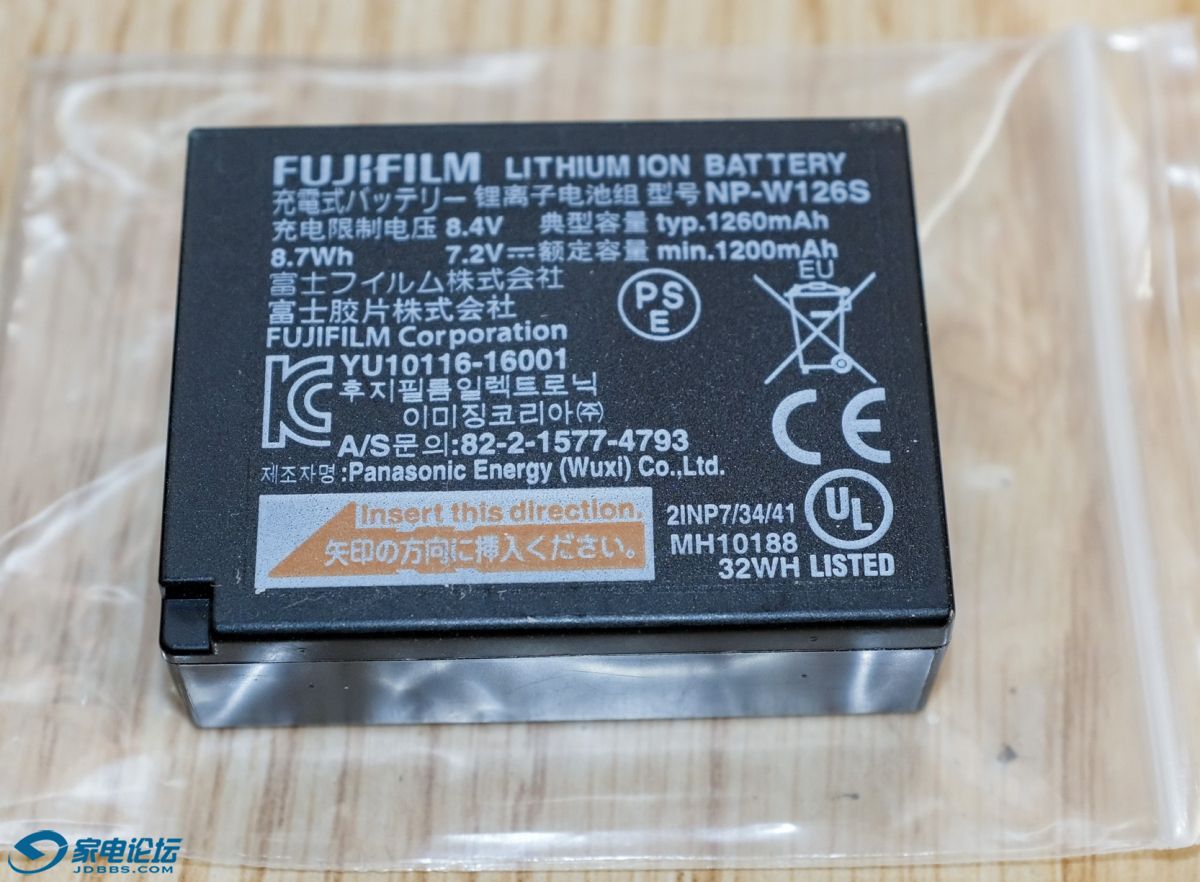 FUJIFILM LITHIUM ION BATTERY
充電式バッテリー 锂离子电池组 型号 NP-W126S
充电限制电压 8.4V 典型容量 typ.1260mAh
8.7Wh 7.2V⎓额定容量 min.1200mAh
富士フイルム株式会社
富士胶片株式会社
FUJIFILM Corporation
PSE
EU
YU10116-16001
후지필름일렉트로닉
이미징코리아㈜
A/S문의:82-2-1577-4793
제조자명:Panasonic Energy (Wuxi) Co.,Ltd.
CE
Insert this direction.
矢印の方向に挿入ください。
2INP7/34/41
MH10188
32WH LISTED
UL
家电论坛
JDBBS.COM